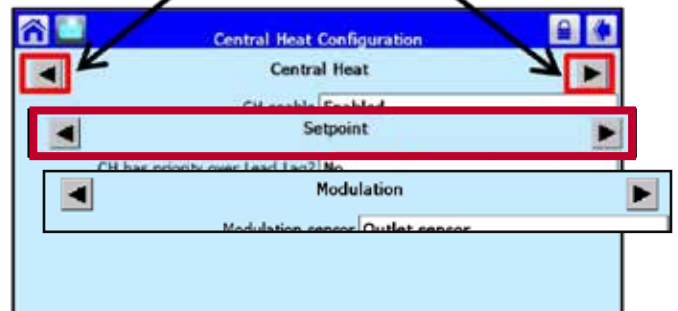 Central Heat Configuration
Central Heat
CH enable Enabled
Setpoint
CH has priority over Lead Lag? No
Modulation
Modulation sensor Outlet sensor